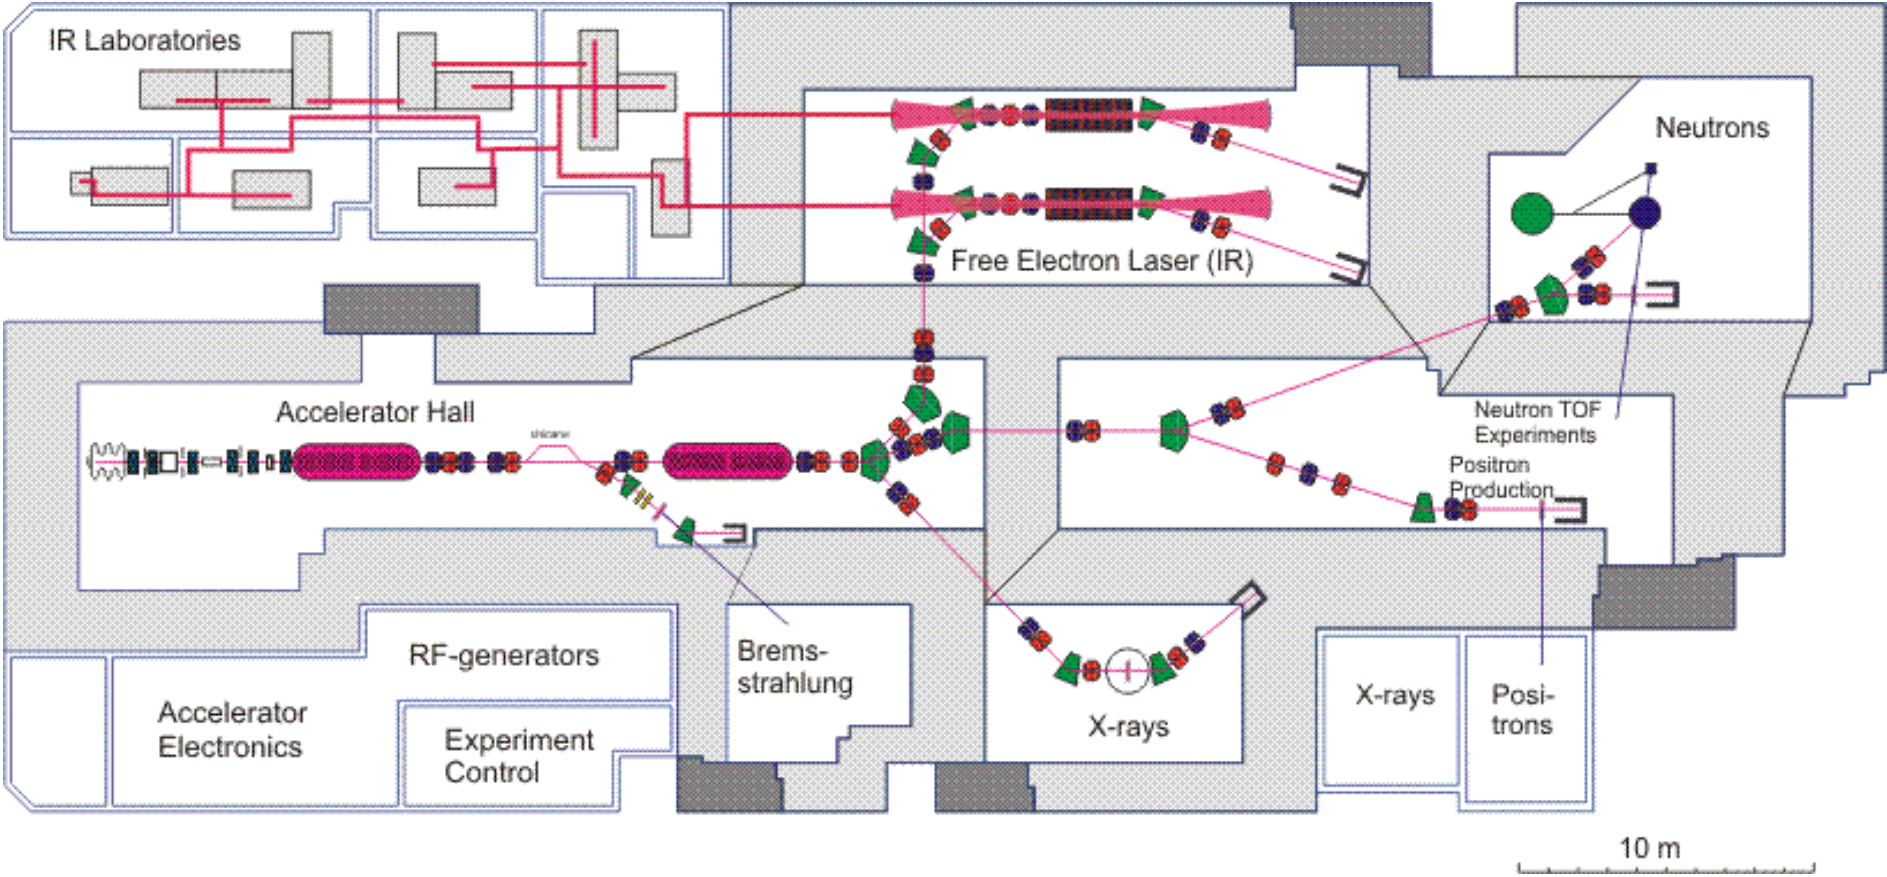 IR Laboratories
Neutrons
Free Electron Laser (IR)
Accelerator Hall
Neutron TOF
Experiments
Positron
Production
RF-generators
Brems-
strahlung
Accelerator
Electronics
Experiment
Control
X-rays
X-rays
Posi-
trons
10 m